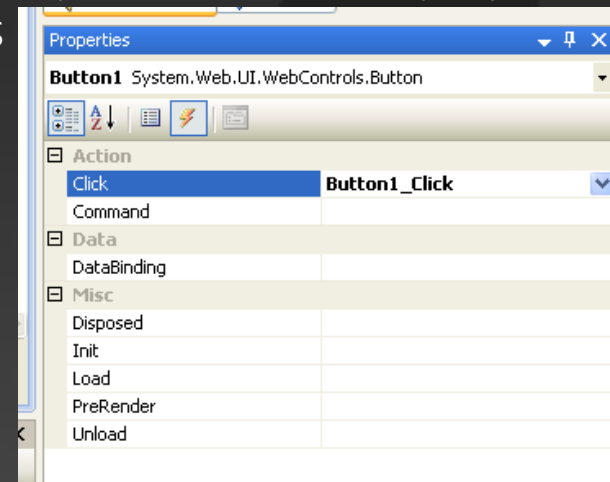 s
Properties
Button1 System.Web.UI.WebControls.Button
Action
Click Button1_Click
Command
Data
DataBinding
Misc
Disposed
Init
Load
PreRender
Unload